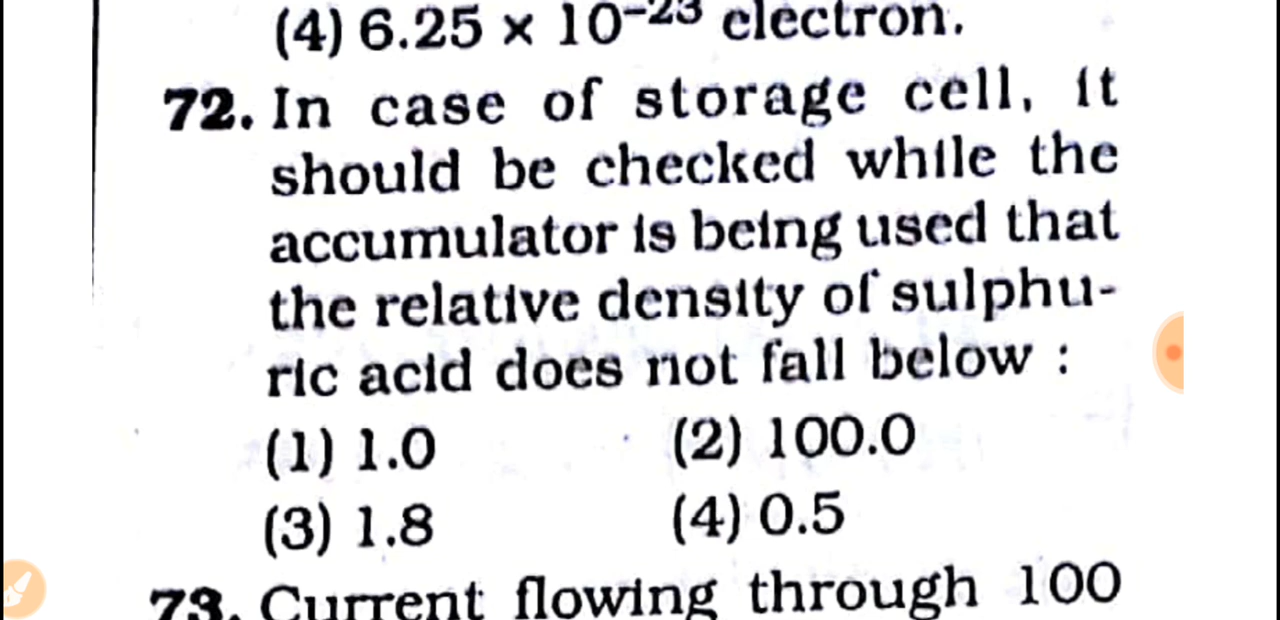 (4) 6.25 × 10⁻²³ electron.
72. In case of storage cell, it
should be checked while the
accumulator is being used that
the relative density of sulphu-
ric acid does not fall below :
(1) 1.0 (2) 100.0
(3) 1.8 (4) 0.5
73. Current flowing through 100